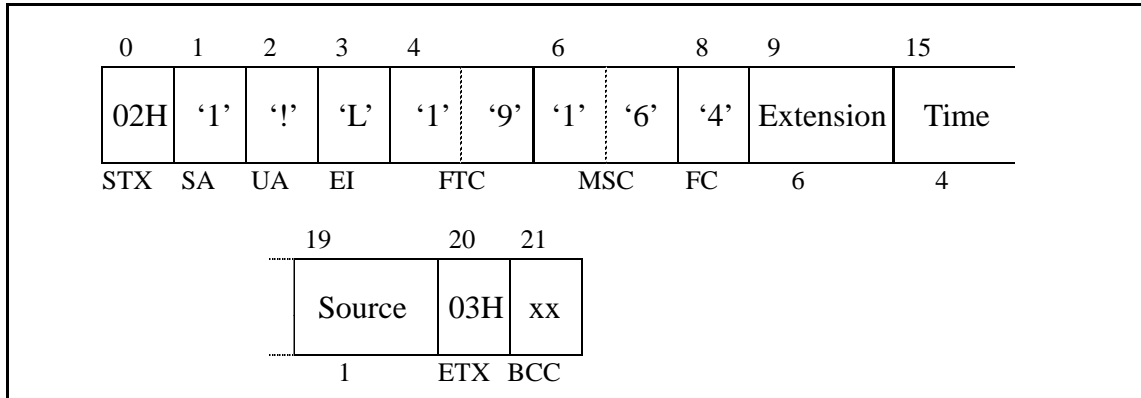 0 1 2 3 4 6 8 9 15
02H ‘1’ ‘!’ ‘L’ ‘1’ ‘9’ ‘1’ ‘6’ ‘4’ Extension Time
STX SA UA EI FTC MSC FC 6 4
19 20 21
Source 03H xx
1 ETX BCC